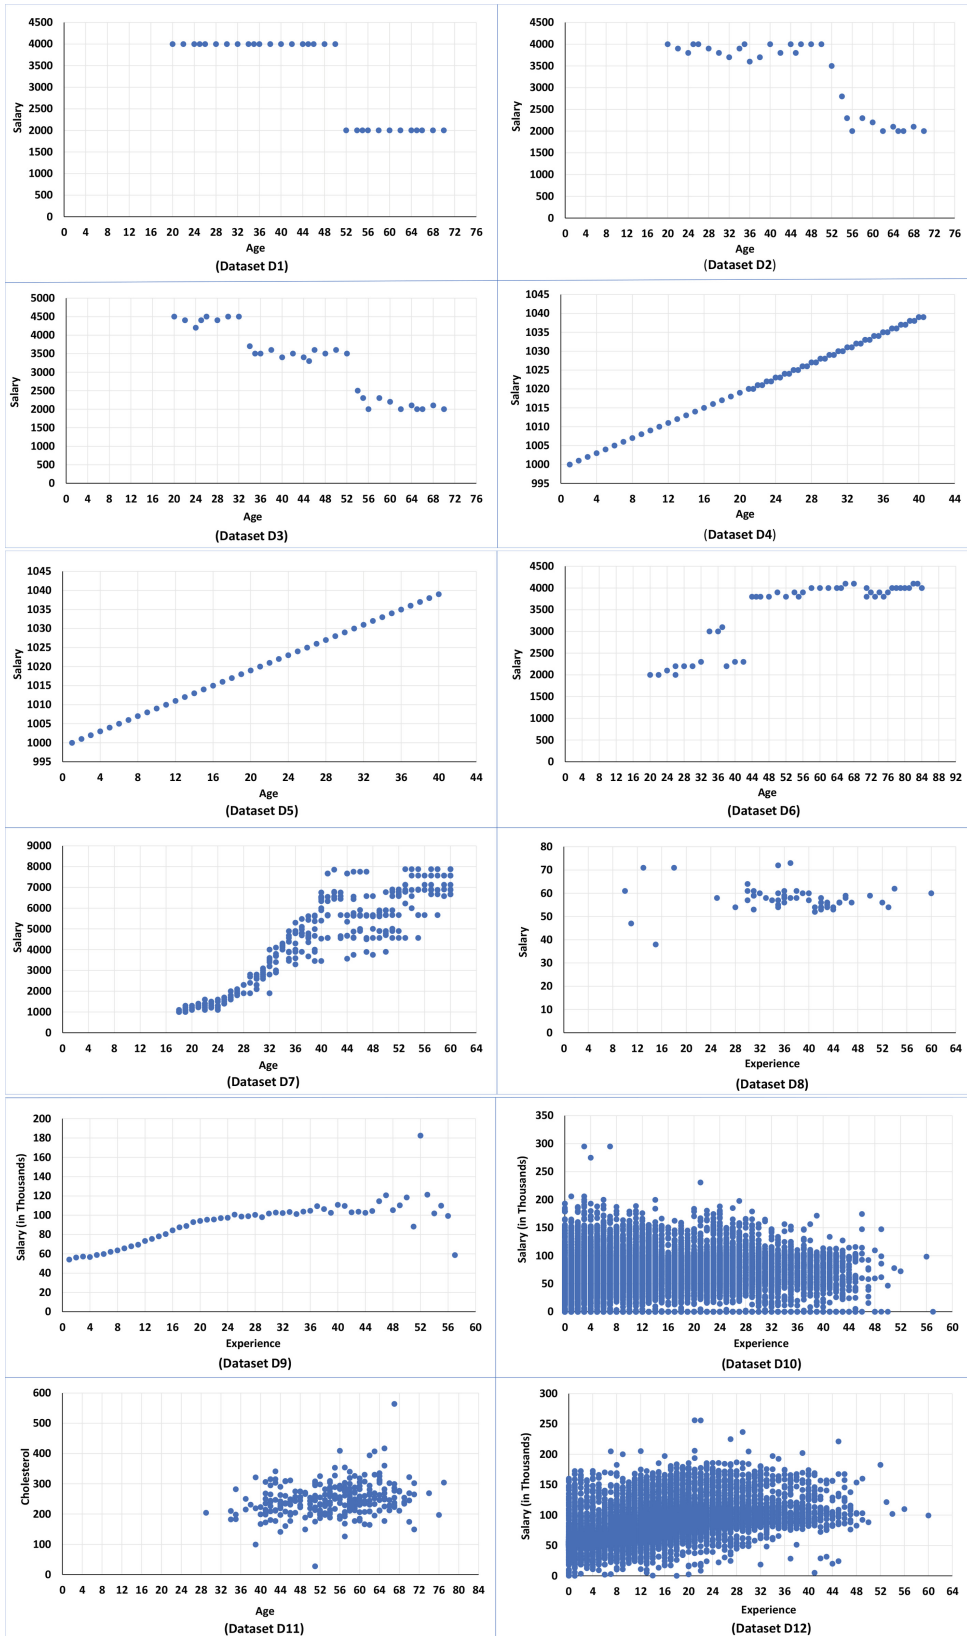 4500
4000
3500
3000
2500
2000
1500
1000
500
0
Salary
0 4 8 12 16 20 24 28 32 36 40 44 48 52 56 60 64 68 72 76
Age
(Dataset D1)
4500
4000
3500
3000
2500
2000
1500
1000
500
0
Salary
0 4 8 12 16 20 24 28 32 36 40 44 48 52 56 60 64 68 72 76
Age
(Dataset D2)
5000
4500
4000
3500
3000
2500
2000
1500
1000
500
0
Salary
0 4 8 12 16 20 24 28 32 36 40 44 48 52 56 60 64 68 72 76
Age
(Dataset D3)
1045
1040
1035
1030
1025
1020
1015
1010
1005
1000
995
Salary
0 4 8 12 16 20 24 28 32 36 40 44
Age
(Dataset D4)
1045
1040
1035
1030
1025
1020
1015
1010
1005
1000
995
Salary
0 4 8 12 16 20 24 28 32 36 40 44
Age
(Dataset D5)
4500
4000
3500
3000
2500
2000
1500
1000
500
0
Salary
0 4 8 12 16 20 24 28 32 36 40 44 48 52 56 60 64 68 72 76 80 84 88 92
Age
(Dataset D6)
9000
8000
7000
6000
5000
4000
3000
2000
1000
0
Salary
0 4 8 12 16 20 24 28 32 36 40 44 48 52 56 60 64
Age
(Dataset D7)
80
70
60
50
40
30
20
10
0
Salary
0 4 8 12 16 20 24 28 32 36 40 44 48 52 56 60 64
Experience
(Dataset D8)
200
180
160
140
120
100
80
60
40
20
0
Salary (in Thousands)
0 4 8 12 16 20 24 28 32 36 40 44 48 52 56 60
Experience
(Dataset D9)
350
300
250
200
150
100
50
0
Salary (in Thousands)
0 4 8 12 16 20 24 28 32 36 40 44 48 52 56 60
Experience
(Dataset D10)
600
500
400
300
200
100
0
Cholesterol
0 4 8 12 16 20 24 28 32 36 40 44 48 52 56 60 64 68 72 76 80 84
Age
(Dataset D11)
300
250
200
150
100
50
0
Salary (in Thousands)
0 4 8 12 16 20 24 28 32 36 40 44 48 52 56 60 64
Experience
(Dataset D12)